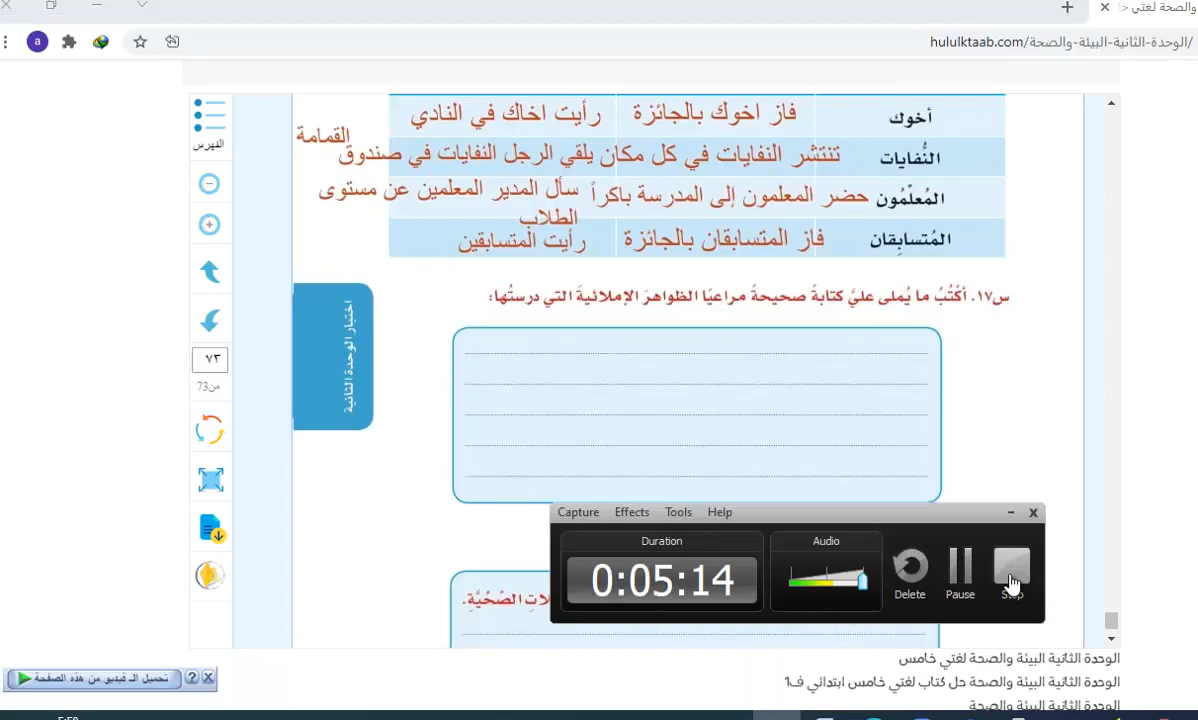 والصحة لغتي خا
hululktaab.com/الوحدة-الثانية-البيئة-والصحة/
a
الفهرس
أخوك
فاز اخوك بالجائزة
رأيت اخاك في النادي
النُّفايات
تنتشر النفايات في كل مكان
يلقي الرجل النفايات في صندوق
القمامة
المُعلِّمُون
حضر المعلمون إلى المدرسة باكراً
سأل المدير المعلمين عن مستوى
الطلاب
المُتسابِقان
فاز المتسابقان بالجائزة
رأيت المتسابقين
س١٧. أكْتُبُ ما يُملى عليَّ كتابةً صحيحةً مراعيًا الظواهرَ الإملائيةَ التي درستُها:
اختبار الوحدة الثانية
٧٣
من73
Capture Effects Tools Help
Duration
Audio
0:05:14
Delete
Pause
Stop
لاتِ الصِّحِّيَّةِ.
الوحدة الثانية البيئة والصحة لغتي خامس
الوحدة الثانية البيئة والصحة حل كتاب لغتي خامس ابتدائي ف1
الوحدة الثانية البيئة والصحة
تحميل الـ فيديو من هذه الصفحة